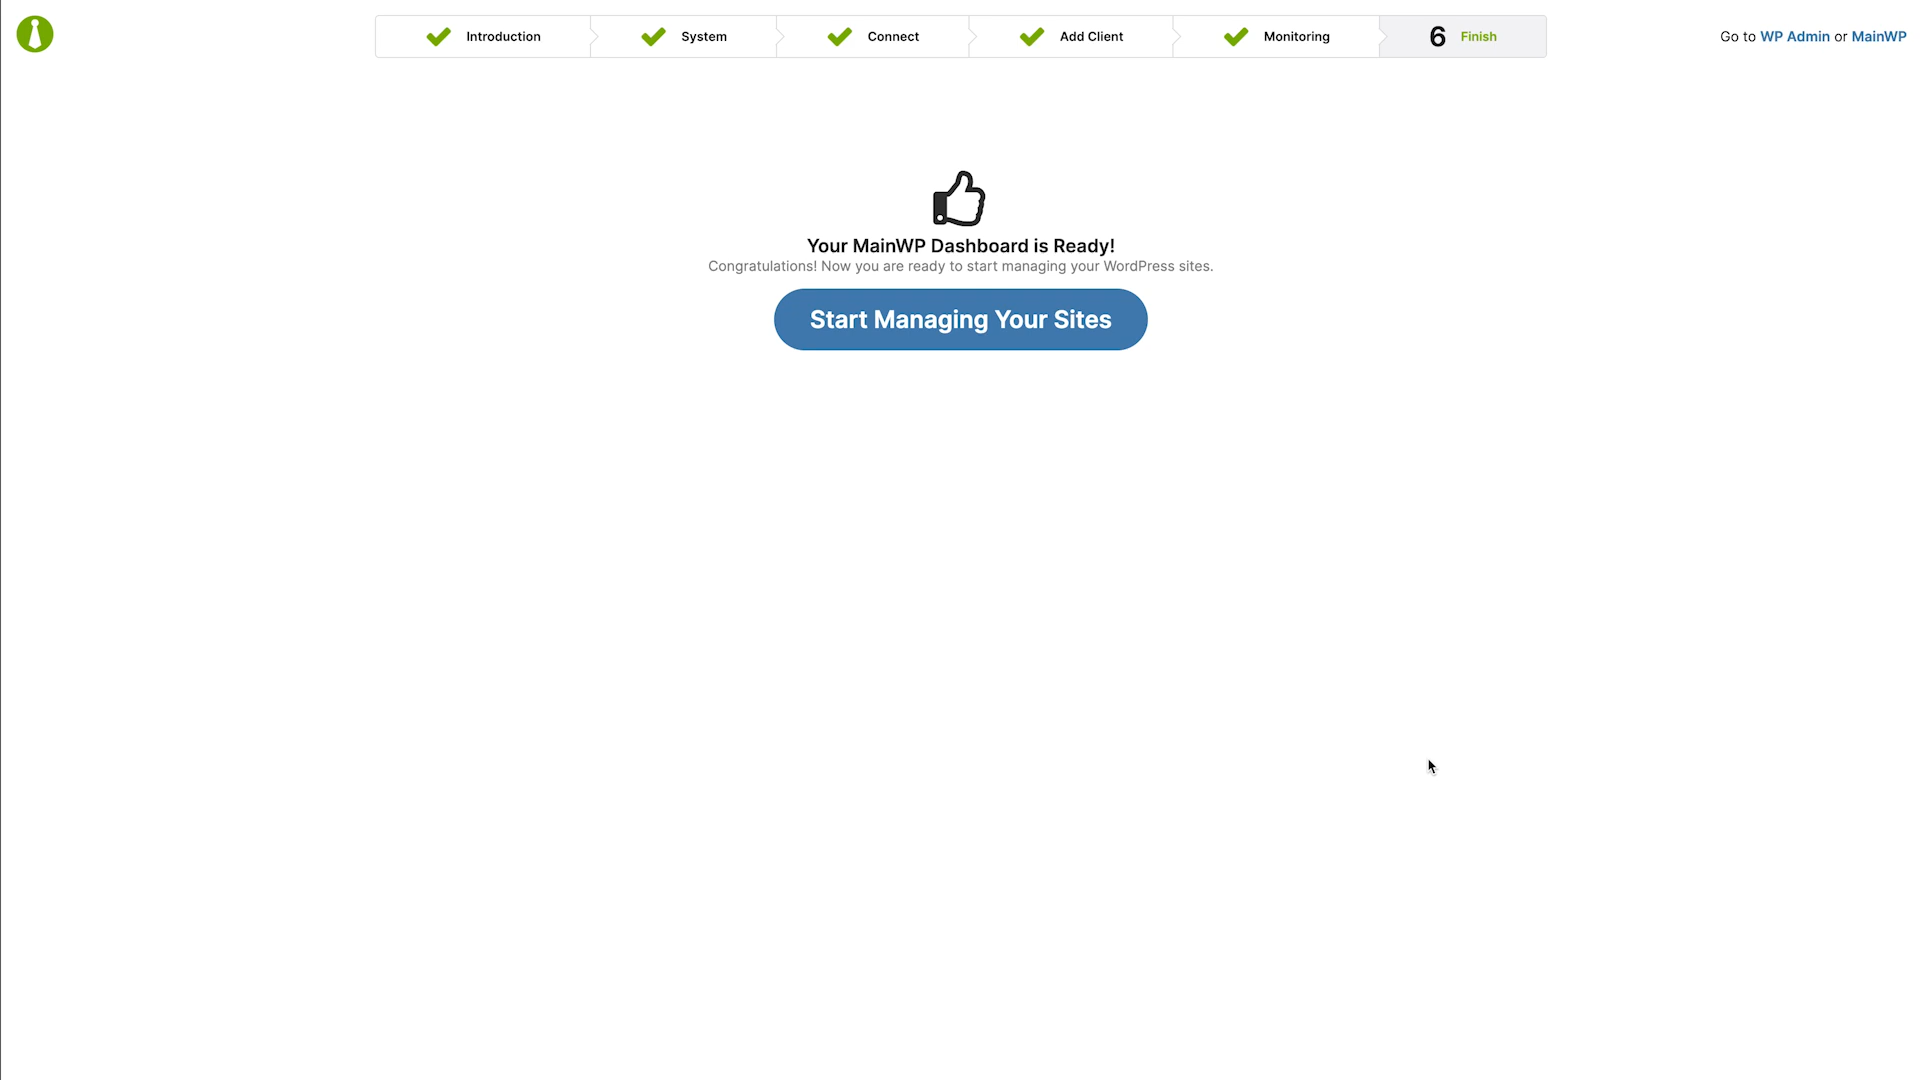 Introduction
System
Connect
Add Client
Monitoring
6 Finish
Go to WP Admin or MainWP
Your MainWP Dashboard is Ready!
Congratulations! Now you are ready to start managing your WordPress sites.
Start Managing Your Sites